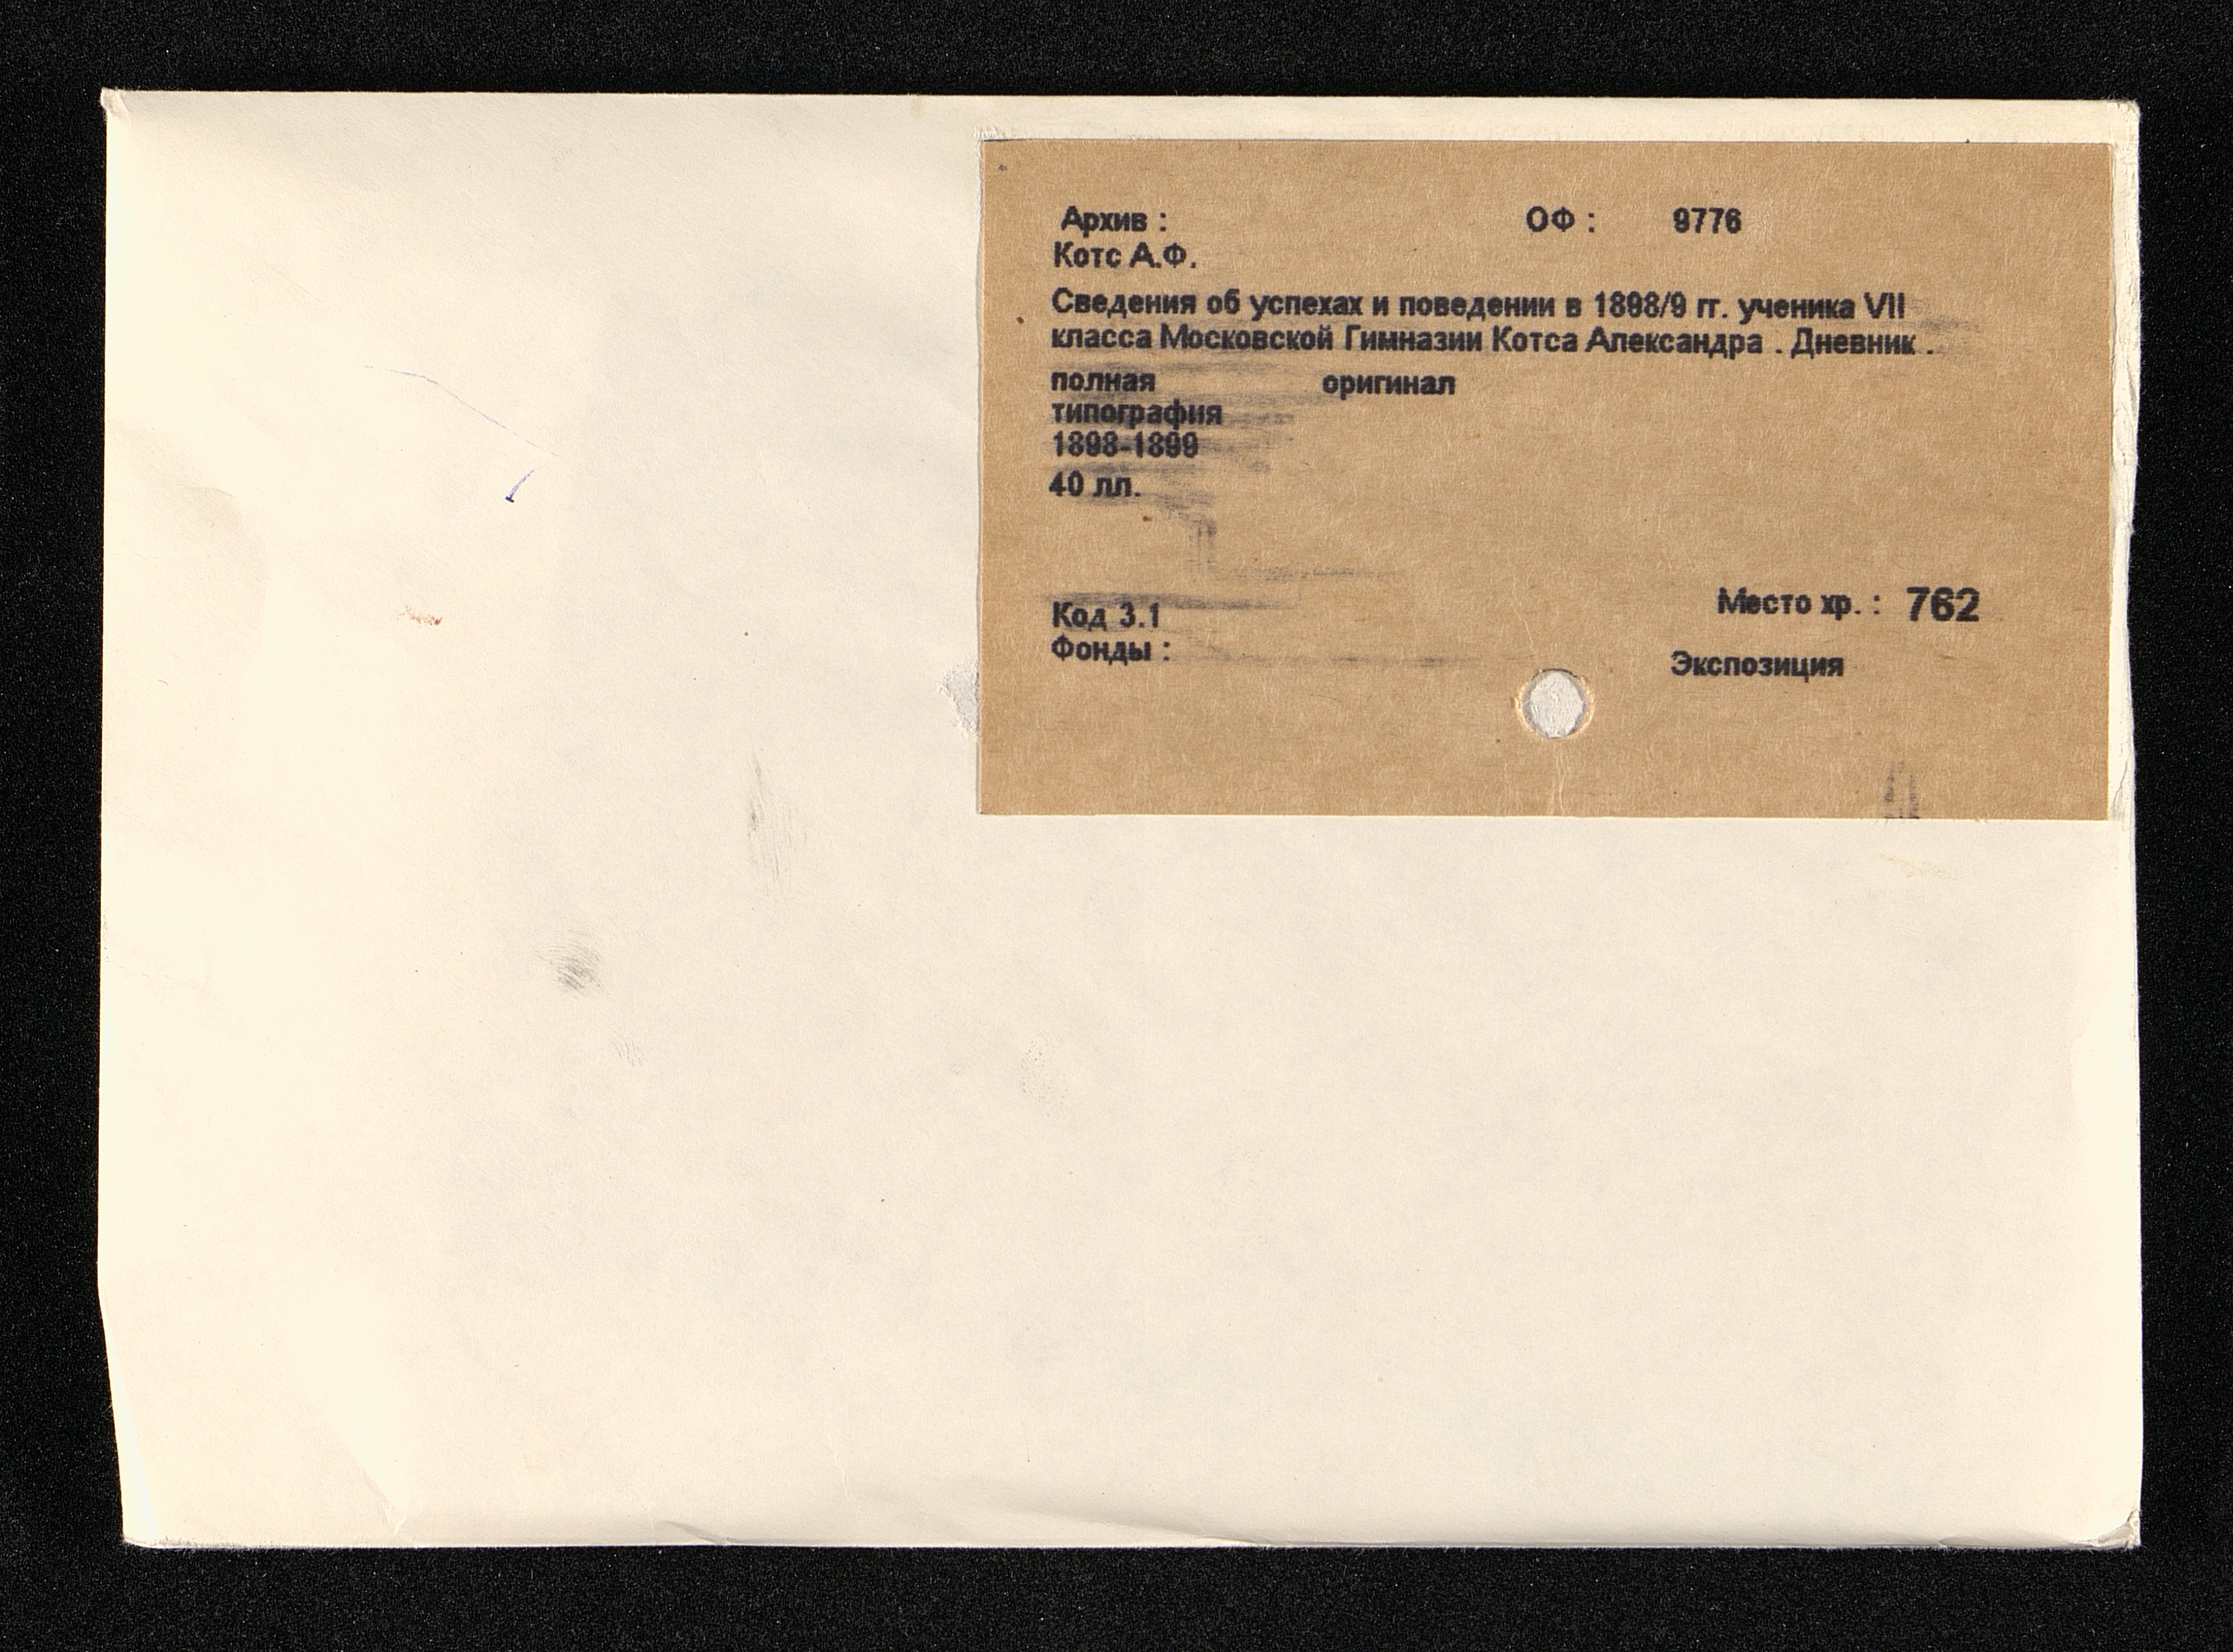 Архив : ОФ : 9776
Котс А.Ф.
Сведения об успехах и поведении в 1898/9 гг. ученика VII
класса Московской Гимназии Котса Александра . Дневник .
полная оригинал
типография
1898-1899
40 лл.
Код 3.1 Место хр. : 762
Фонды : Экспозиция